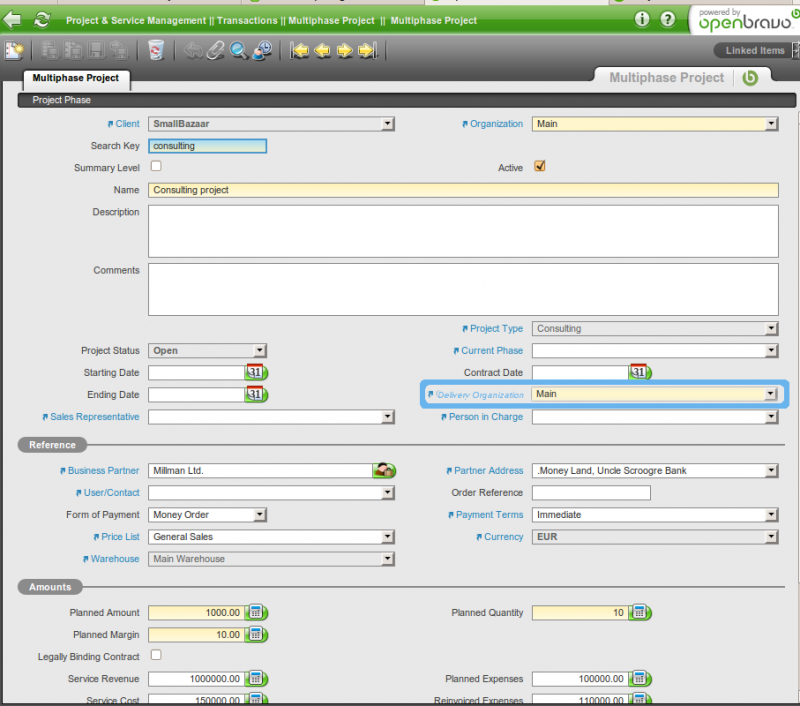 Project & Service Management || Transactions || Multiphase Project || Multiphase Project
powered by
openbravo
Linked Items
Multiphase Project
Multiphase Project
Project Phase
Client SmallBazaar Organization Main
Search Key consulting
Summary Level Active
Name Consulting project
Description
Comments
Project Type Consulting
Project Status Open Current Phase
Starting Date 31 Contract Date 31
Ending Date 31 Delivery Organization Main
Sales Representative Person in Charge
Reference
Business Partner Millman Ltd. Partner Address .Money Land, Uncle Scroogre Bank
User/Contact Order Reference
Form of Payment Money Order Payment Terms Immediate
Price List General Sales Currency EUR
Warehouse Main Warehouse
Amounts
Planned Amount 1000.00 Planned Quantity 10
Planned Margin 10.00
Legally Binding Contract
Service Revenue 1000000.00 Planned Expenses 100000.00
Service Cost 150000.00 Reinvoiced Expenses 110000.00